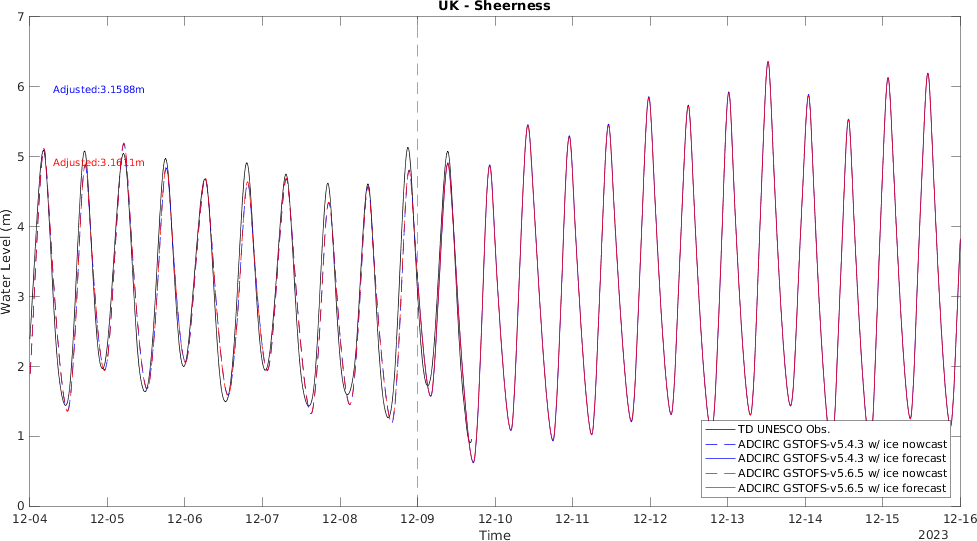 UK - Sheerness
7
6
5
4
3
2
1
0
Water Level (m)
Adjusted:3.1588m
Adjusted:3.1611m
TD UNESCO Obs.
ADCIRC GSTOFS-v5.4.3 w/ ice nowcast
ADCIRC GSTOFS-v5.4.3 w/ ice forecast
ADCIRC GSTOFS-v5.6.5 w/ ice nowcast
ADCIRC GSTOFS-v5.6.5 w/ ice forecast
12-04 12-05 12-06 12-07 12-08 12-09 12-10 12-11 12-12 12-13 12-14 12-15 12-16
Time
2023